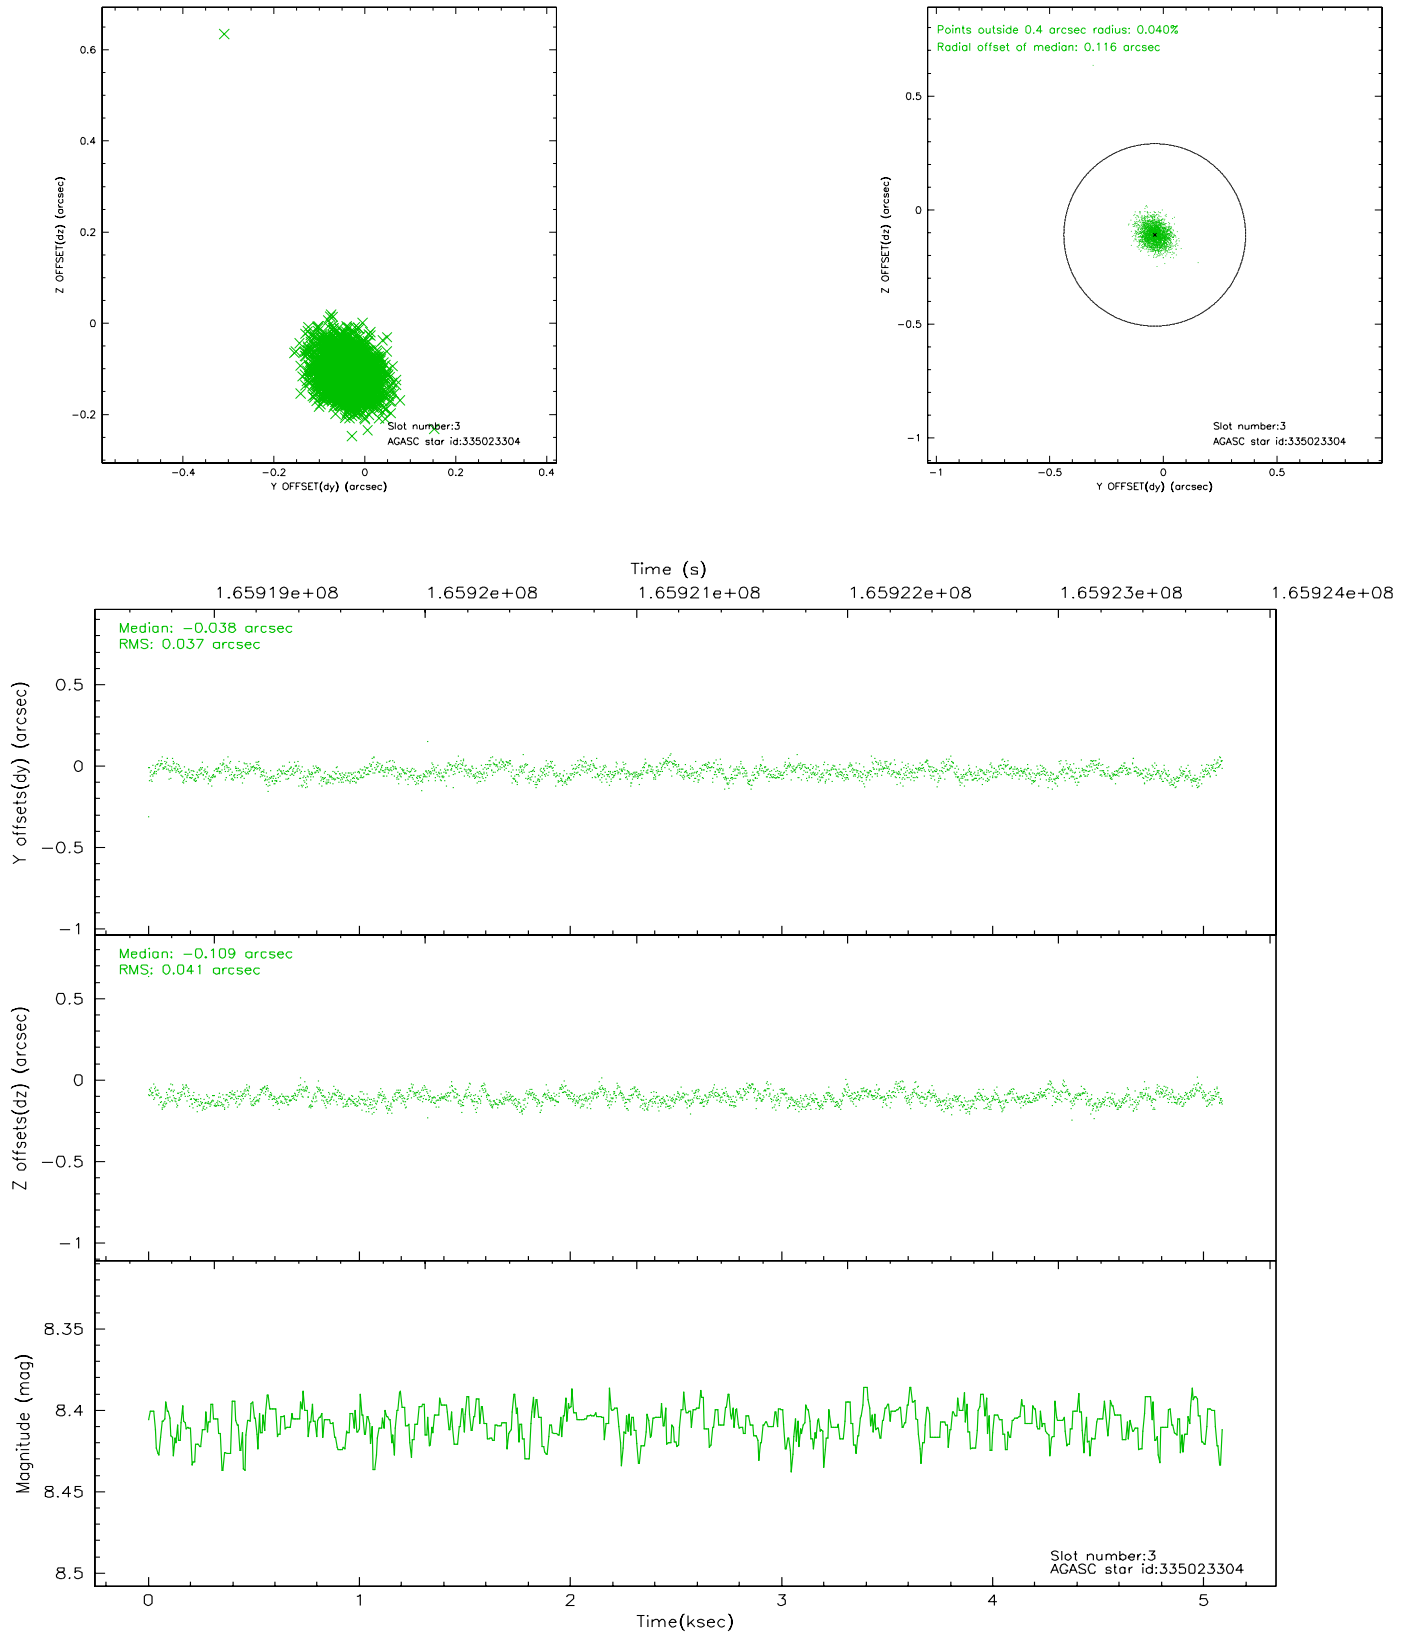 0.6
0.4
0.2
0
−0.2
Z OFFSET(dz) (arcsec)
Slot number:3
AGASC star id:335023304
−0.4 −0.2 0 0.2 0.4
Y OFFSET(dy) (arcsec)
Points outside 0.4 arcsec radius: 0.040%
Radial offset of median: 0.116 arcsec
0.5
0
−0.5
−1
Z OFFSET(dz) (arcsec)
Slot number:3
AGASC star id:335023304
−1 −0.5 0 0.5
Y OFFSET(dy) (arcsec)
Time (s)
1.65919e+08 1.6592e+08 1.65921e+08 1.65922e+08 1.65923e+08 1.65924e+08
Median: −0.038 arcsec
RMS: 0.037 arcsec
0.5
0
−0.5
−1
Y offsets(dy) (arcsec)
Median: −0.109 arcsec
RMS: 0.041 arcsec
0.5
0
−0.5
−1
Z offsets(dz) (arcsec)
8.35
8.4
8.45
8.5
Magnitude (mag)
Slot number:3
AGASC star id:335023304
0 1 2 3 4 5
Time(ksec)